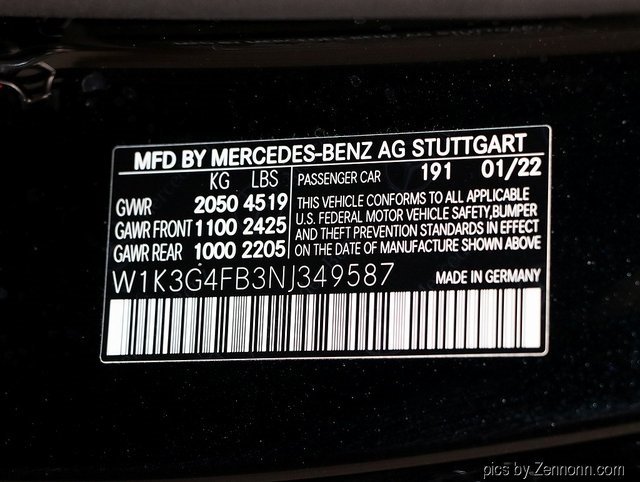 MFD BY MERCEDES-BENZ AG STUTTGART
KG LBS
GVWR 2050 4519
GAWR FRONT 1100 2425
GAWR REAR 1000 2205
PASSENGER CAR 191 01/22
THIS VEHICLE CONFORMS TO ALL APPLICABLE
U.S. FEDERAL MOTOR VEHICLE SAFETY, BUMPER
AND THEFT PREVENTION STANDARDS IN EFFECT
ON THE DATE OF MANUFACTURE SHOWN ABOVE
W1K3G4FB3NJ349587 MADE IN GERMANY
pics by Zennonn.com